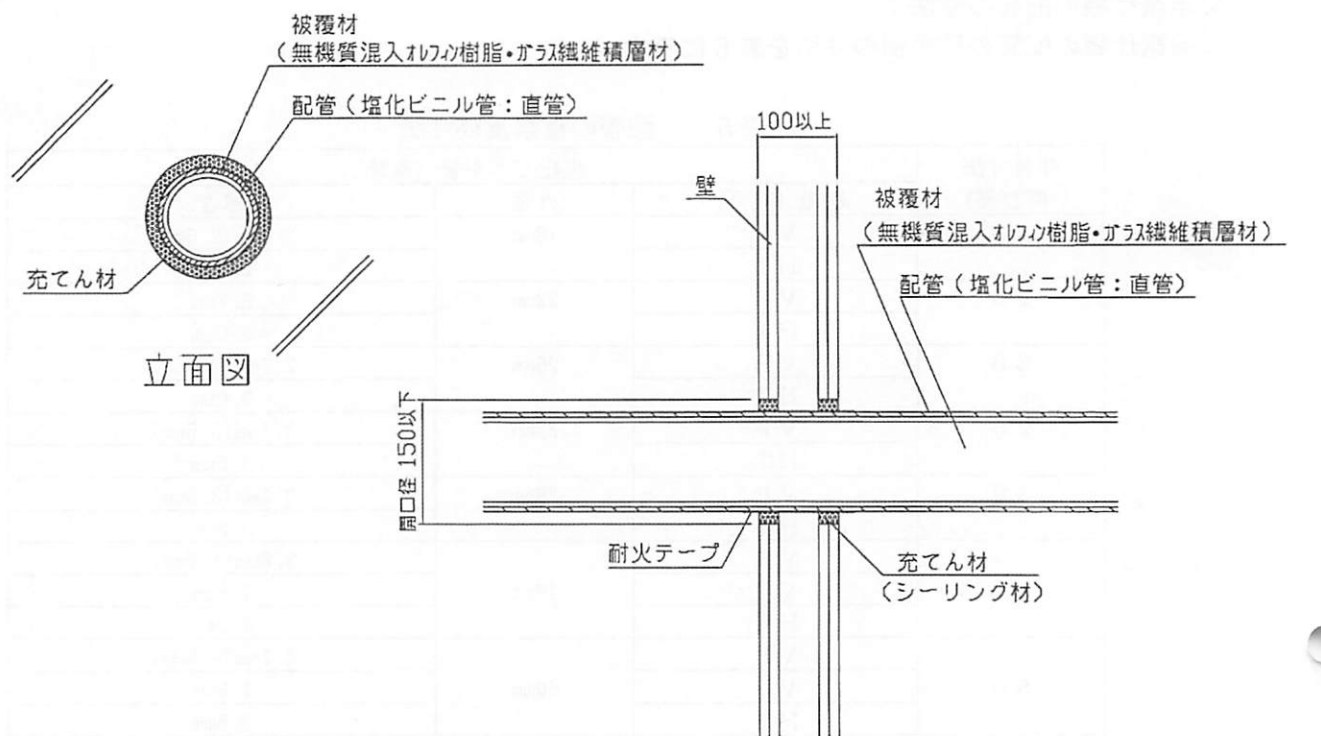 被覆材
(無機質混入オレフィン樹脂・ガラス繊維積層材)
配管(塩化ビニル管:直管)
充てん材
立面図
100以上
壁
被覆材
(無機質混入オレフィン樹脂・ガラス繊維積層材)
配管(塩化ビニル管:直管)
開口径 150以下
耐火テープ
充てん材
(シーリング材)